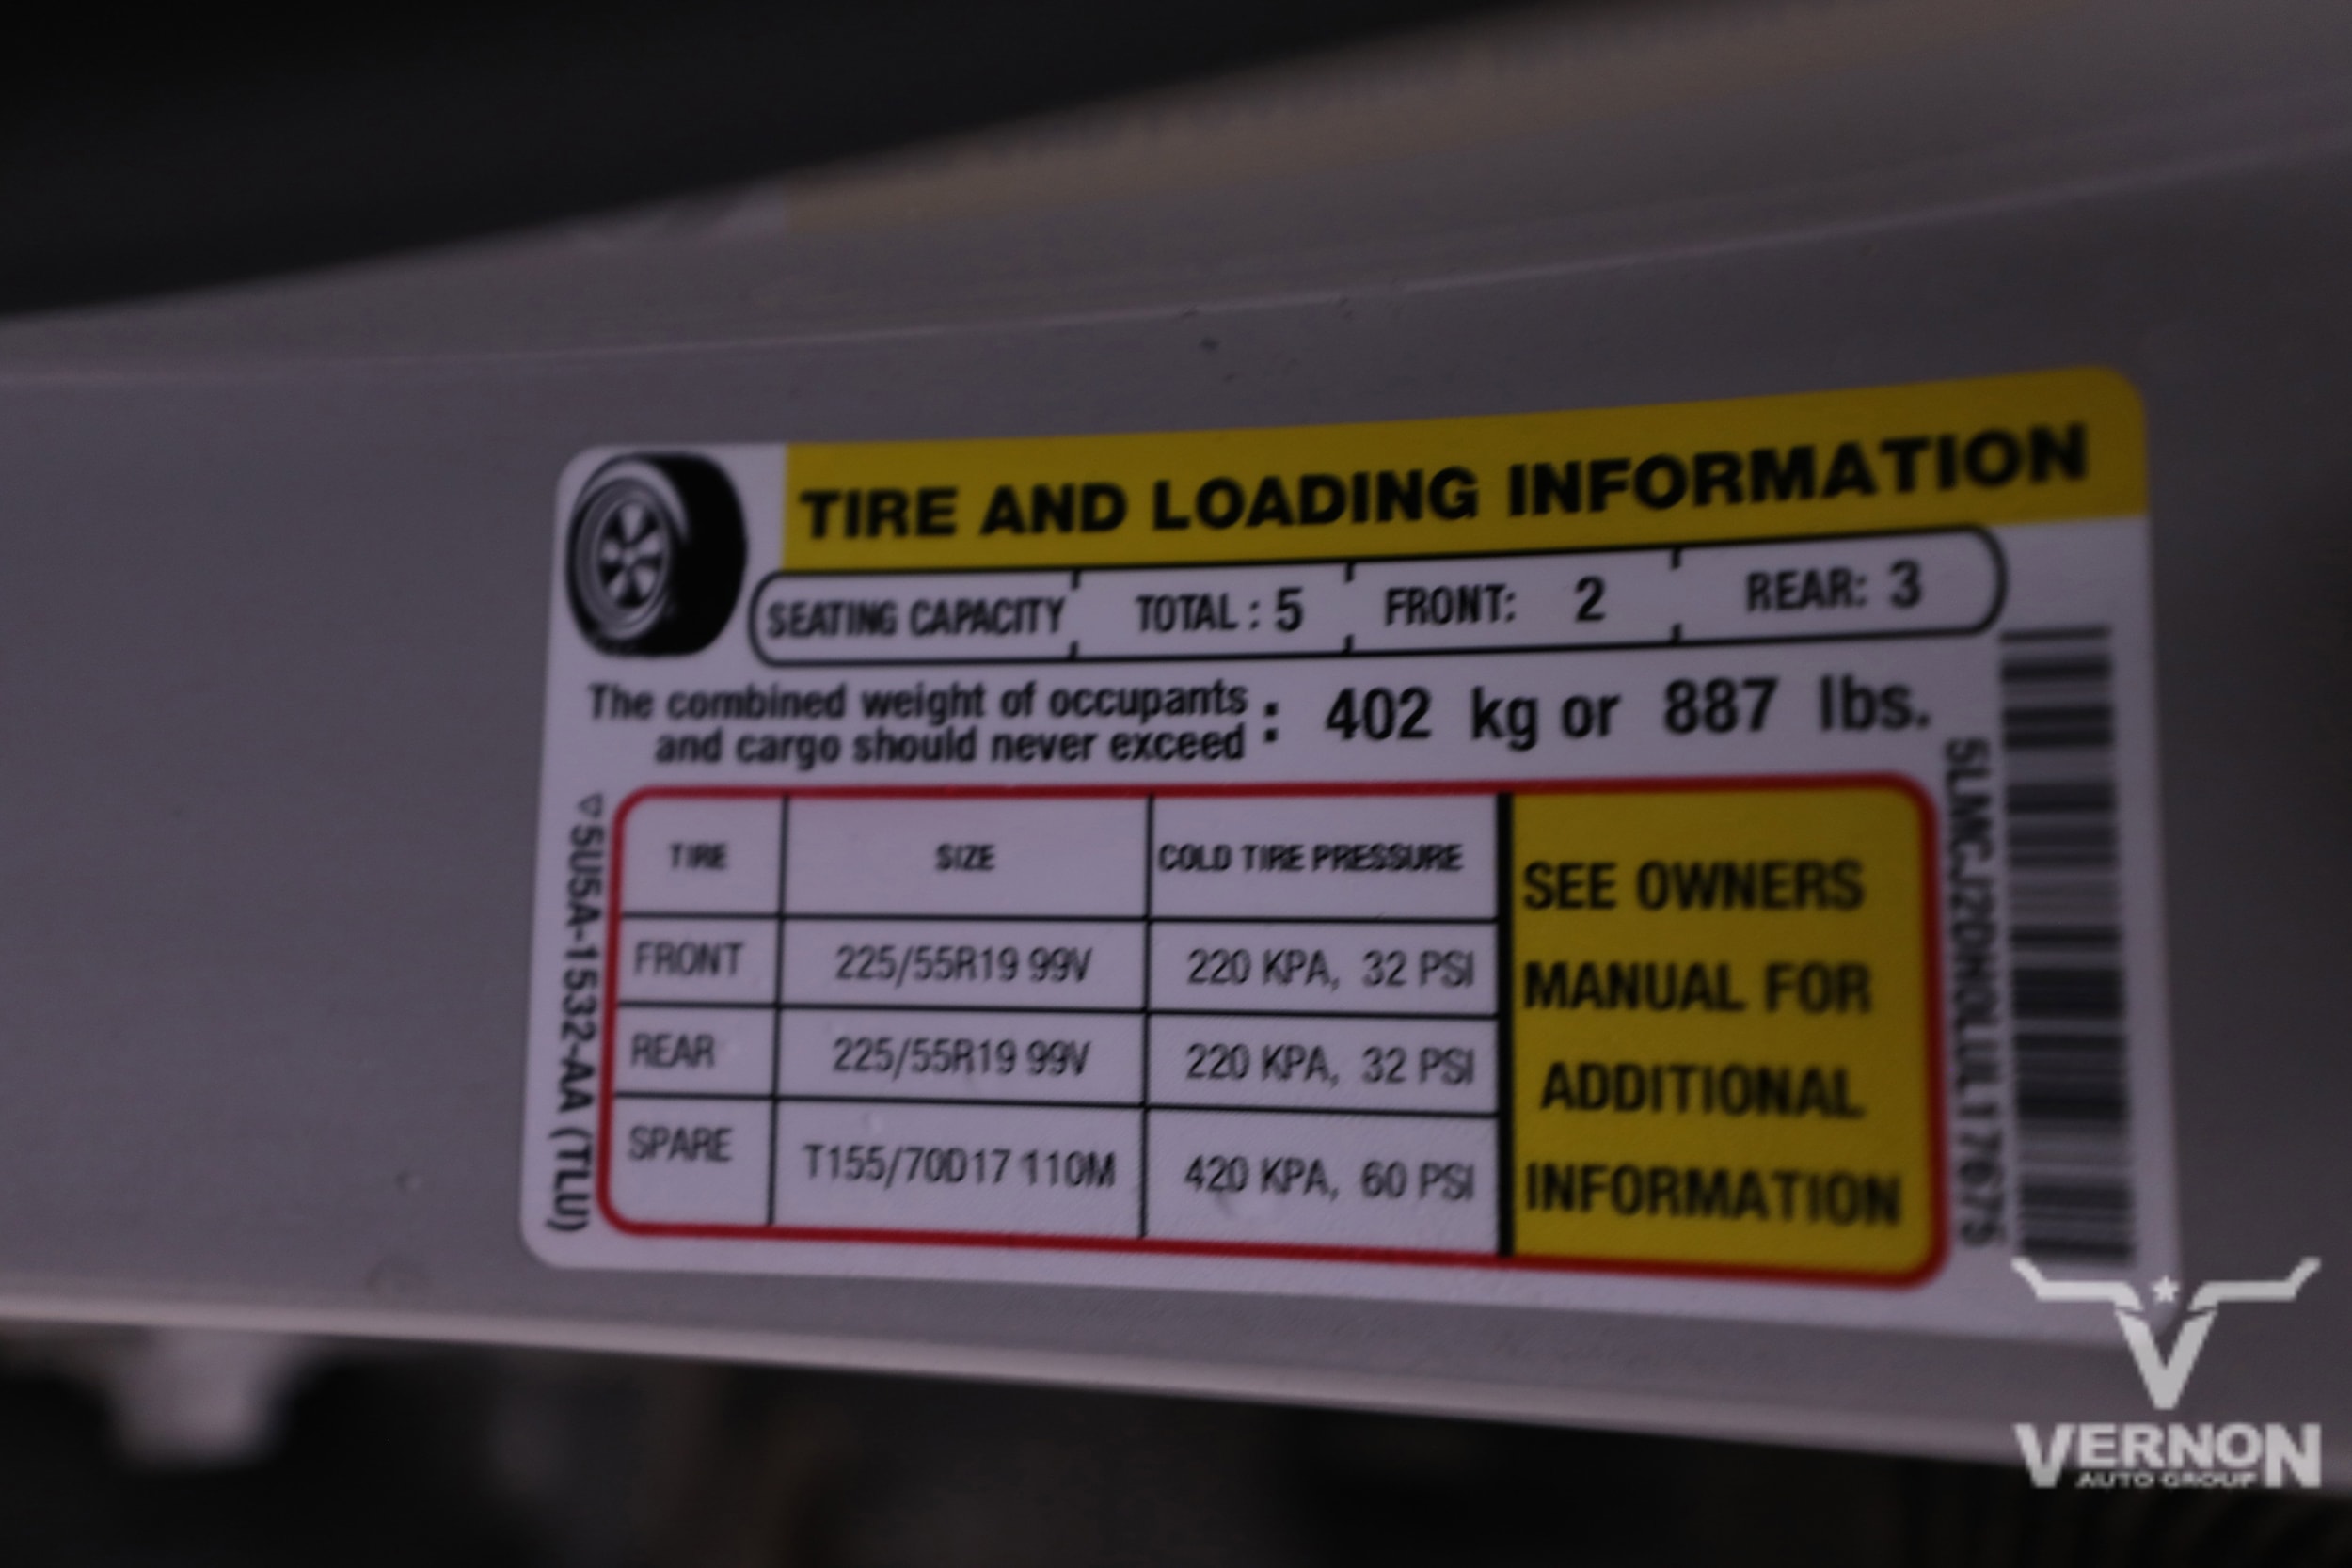 TIRE AND LOADING INFORMATION
SEATING CAPACITY TOTAL : 5 FRONT: 2 REAR: 3
The combined weight of occupants
and cargo should never exceed : 402 kg or 887 lbs.
TIRE SIZE COLD TIRE PRESSURE
FRONT 225/55R19 99V 220 KPA, 32 PSI
REAR 225/55R19 99V 220 KPA, 32 PSI
SPARE T155/70D17 110M 420 KPA, 60 PSI
SEE OWNERS
MANUAL FOR
ADDITIONAL
INFORMATION
▽5U5A-1532-AA (TLU)
VERNON
AUTO GROUP